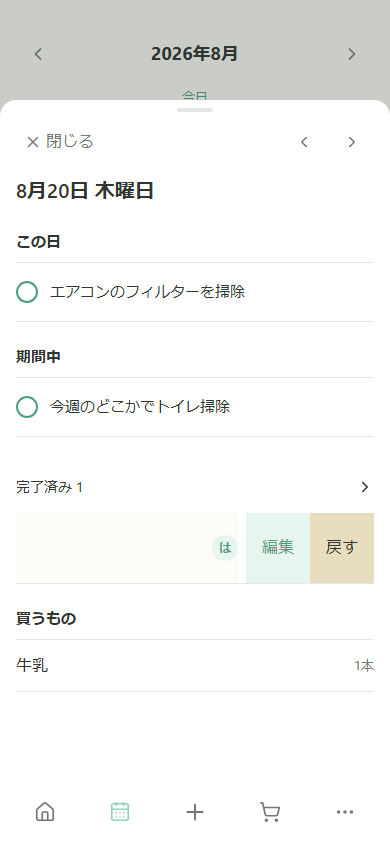 2026年8月
今日
閉じる
8月20日 木曜日
この日
エアコンのフィルターを掃除
期間中
今週のどこかでトイレ掃除
完了済み 1
は 編集 戻す
買うもの
牛乳 1本